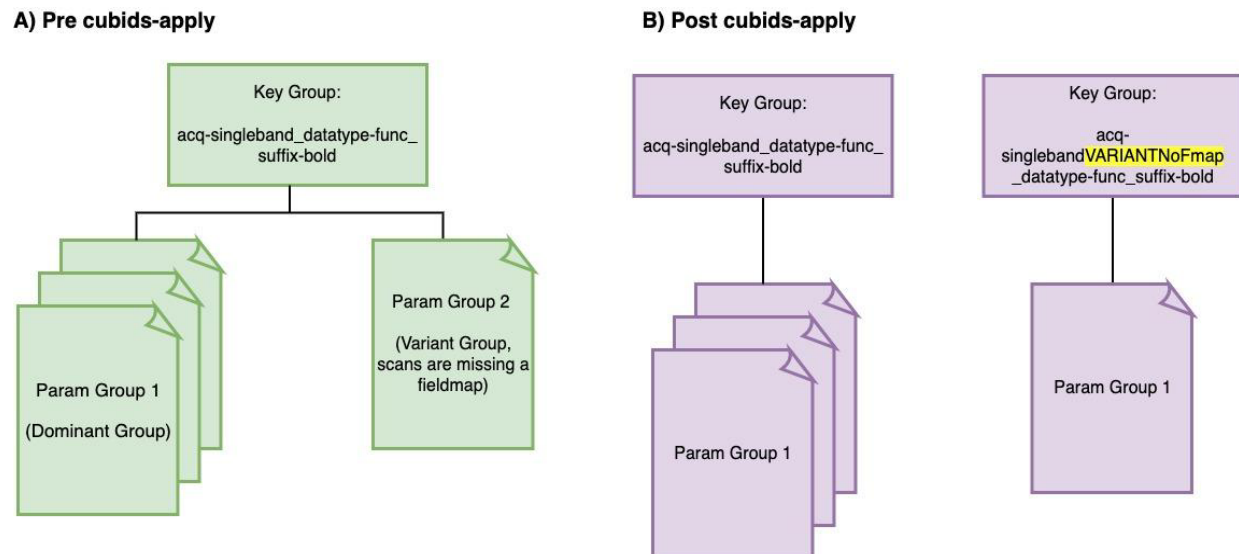 A) Pre cubids-apply
Key Group:
acq-singleband_datatype-func_
suffix-bold
Param Group 1
(Dominant Group)
Param Group 2
(Variant Group,
scans are missing a
fieldmap)
B) Post cubids-apply
Key Group:
acq-singleband_datatype-func_
suffix-bold
Key Group:
acq-
singlebandVARIANTNoFmap
_datatype-func_suffix-bold
Param Group 1
Param Group 1